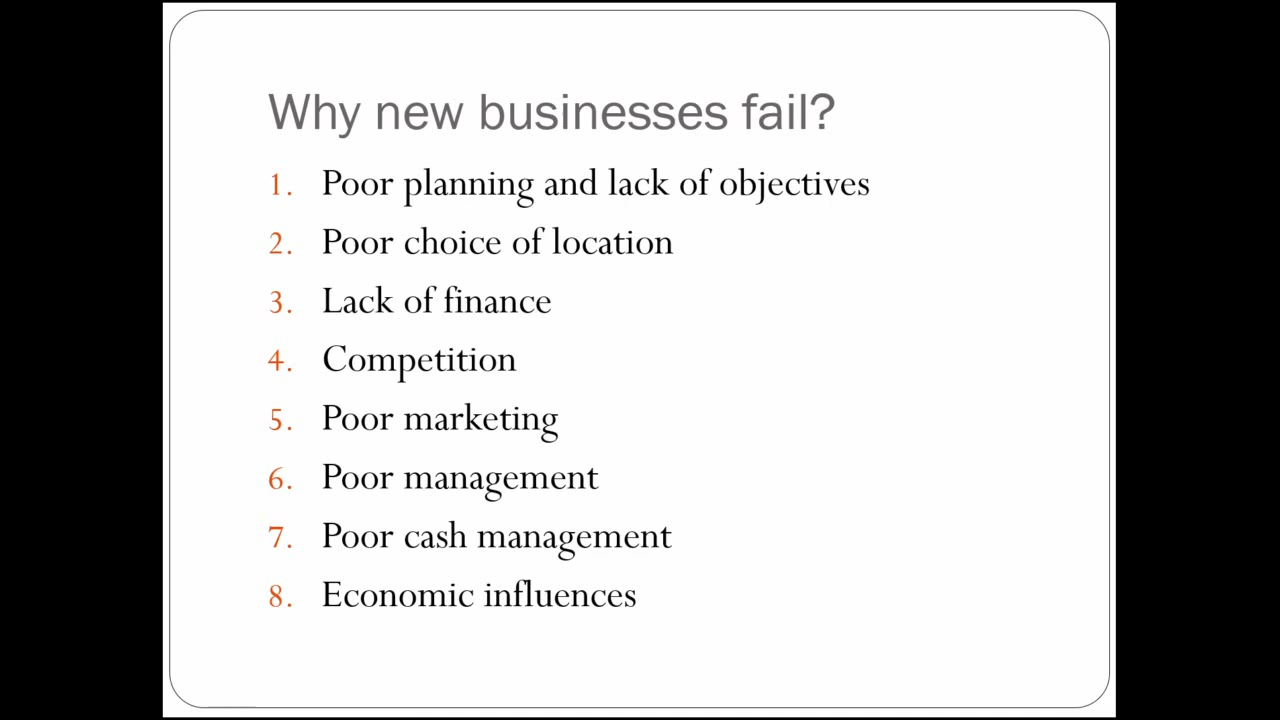 Why new businesses fail?
1. Poor planning and lack of objectives
2. Poor choice of location
3. Lack of finance
4. Competition
5. Poor marketing
6. Poor management
7. Poor cash management
8. Economic influences